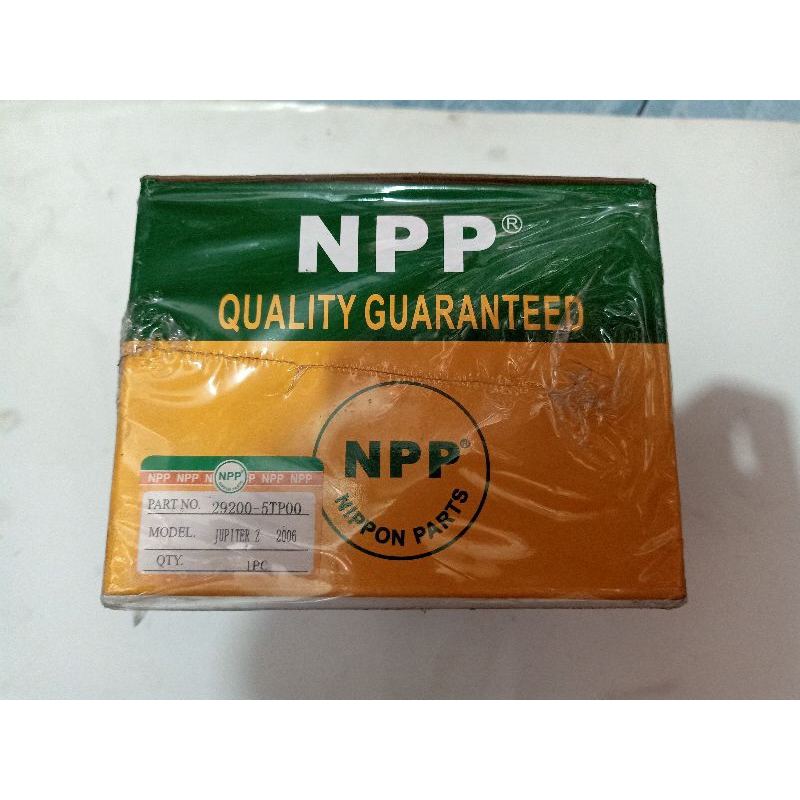 NPP®
QUALITY GUARANTEED
NPP®
NIPPON PARTS
NPP NPP N NPP NPP NPP
PART NO. 29200-5TP00
MODEL. JUPITER Z 2006
QTY. 1PC